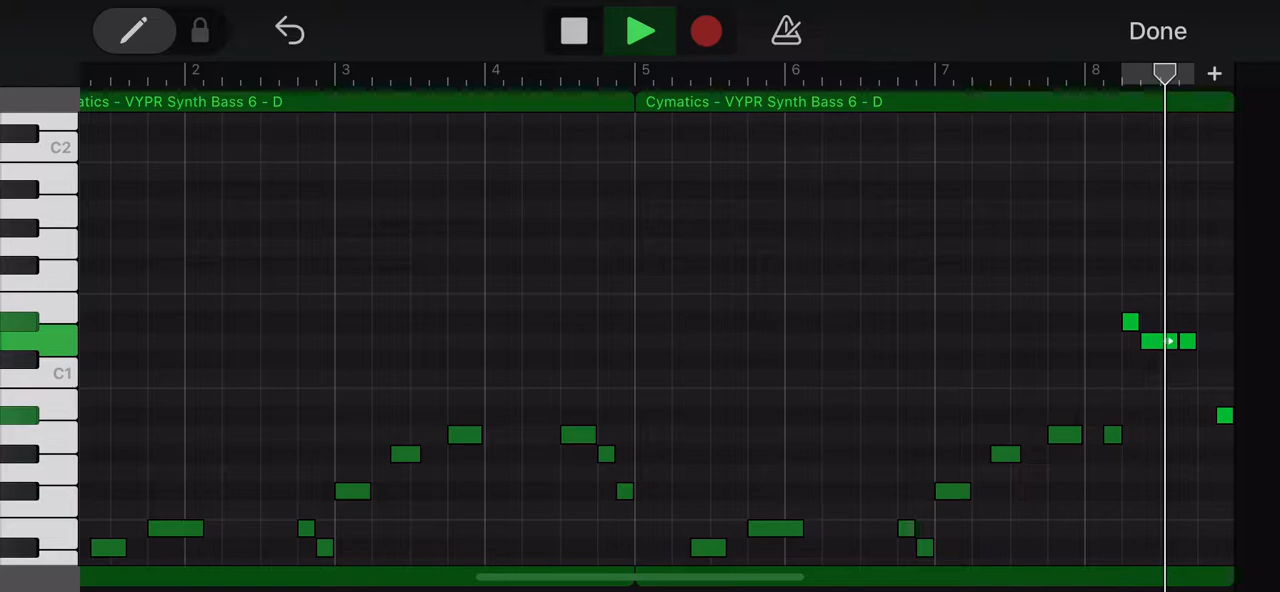 Done
2 3 4 5 6 7 8 +
atics - VYPR Synth Bass 6 - D Cymatics - VYPR Synth Bass 6 - D
C2
C1